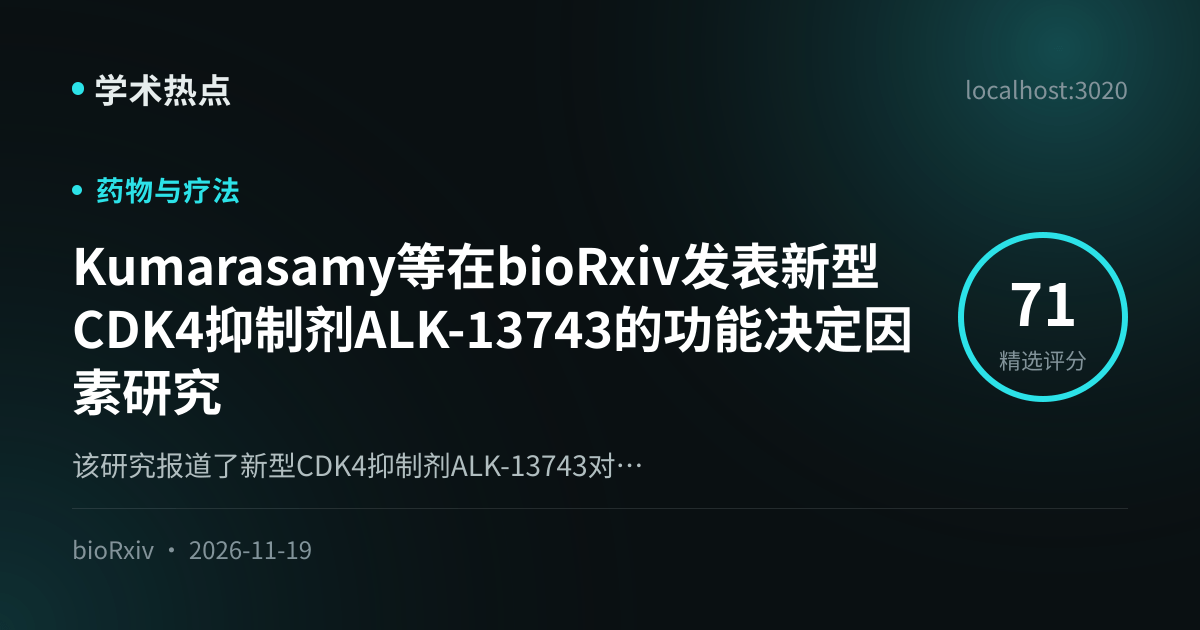 学术热点
localhost:3020
药物与疗法
Kumarasamy等在bioRxiv发表新型
CDK4抑制剂ALK-13743的功能决定因
素研究
71
精选评分
该研究报道了新型CDK4抑制剂ALK-13743对…
bioRxiv • 2026-11-19